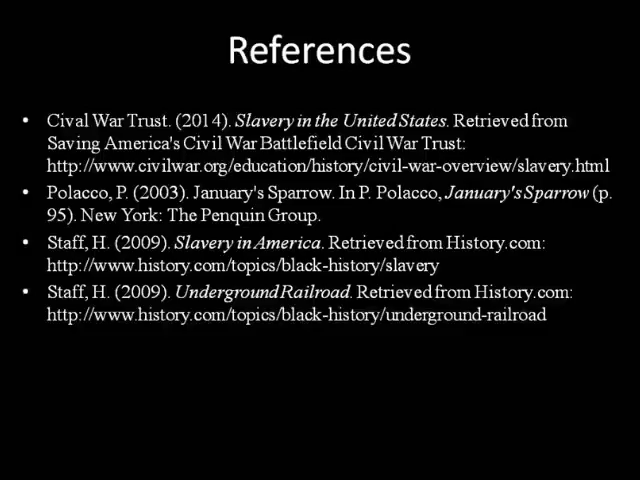 References
• Cival War Trust. (2014). Slavery in the United States. Retrieved from
Saving America's Civil War Battlefield Civil War Trust:
http://www.civilwar.org/education/history/civil-war-overview/slavery.html
• Polacco, P. (2003). January's Sparrow. In P. Polacco, January's Sparrow (p.
95). New York: The Penquin Group.
• Staff, H. (2009). Slavery in America. Retrieved from History.com:
http://www.history.com/topics/black-history/slavery
• Staff, H. (2009). Underground Railroad. Retrieved from History.com:
http://www.history.com/topics/black-history/underground-railroad